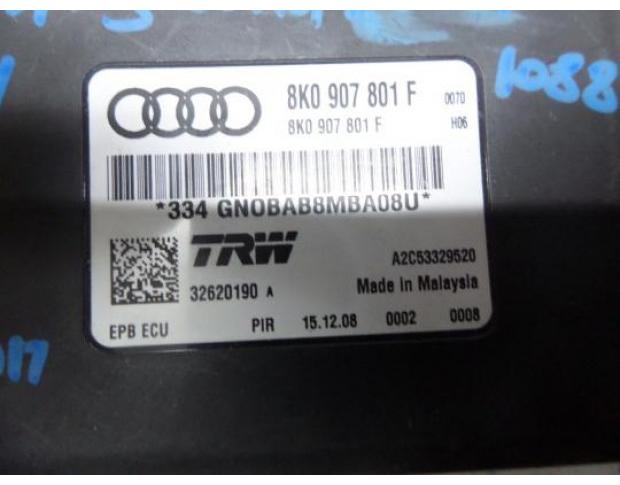 8K0 907 801 F 0070
8K0 907 801 F H06
*334 GNOBAB8MBA08U*
TRW
A2C53329520
32620190 A
Made in Malaysia
EPB ECU PIR 15.12.08 0002 0008
1088